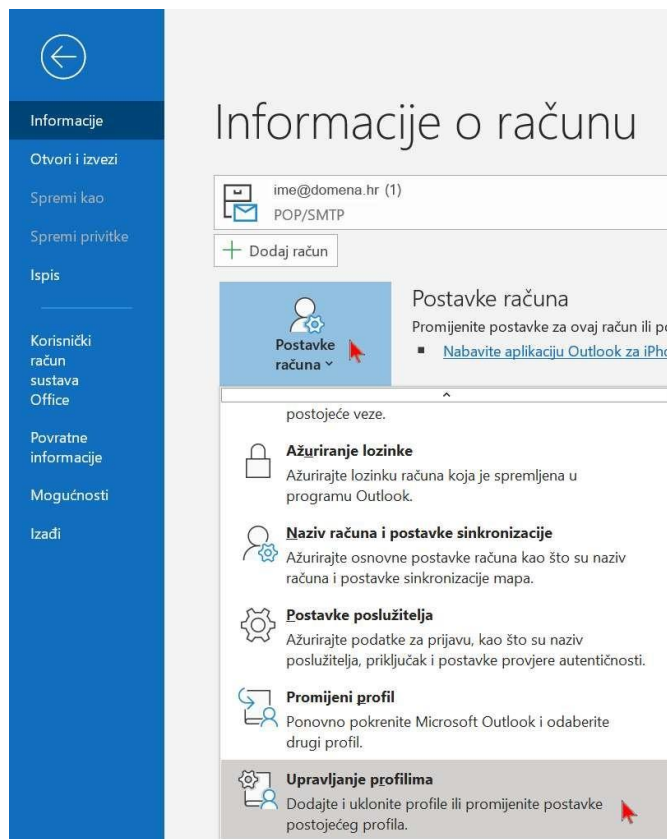 Informacije
Otvori i izvezi
Spremi kao
Spremi privitke
Ispis
Korisnički
račun
sustava
Office
Povratne
informacije
Mogućnosti
Izađi
Informacije o računu
ime@domena.hr (1)
POP/SMTP
Dodaj račun
Postavke
računa
Postavke računa
Promijenite postavke za ovaj račun ili po
Nabavite aplikaciju Outlook za iPho
postojeće veze.
Ažuriranje lozinke
Ažurirajte lozinku računa koja je spremljena u
programu Outlook.
Naziv računa i postavke sinkronizacije
Ažurirajte osnovne postavke računa kao što su naziv
računa i postavke sinkronizacije mapa.
Postavke poslužitelja
Ažurirajte podatke za prijavu, kao što su naziv
poslužitelja, priključak i postavke provjere autentičnosti.
Promijeni profil
Ponovno pokrenite Microsoft Outlook i odaberite
drugi profil.
Upravljanje profilima
Dodajte i uklonite profile ili promijenite postavke
postojećeg profila.